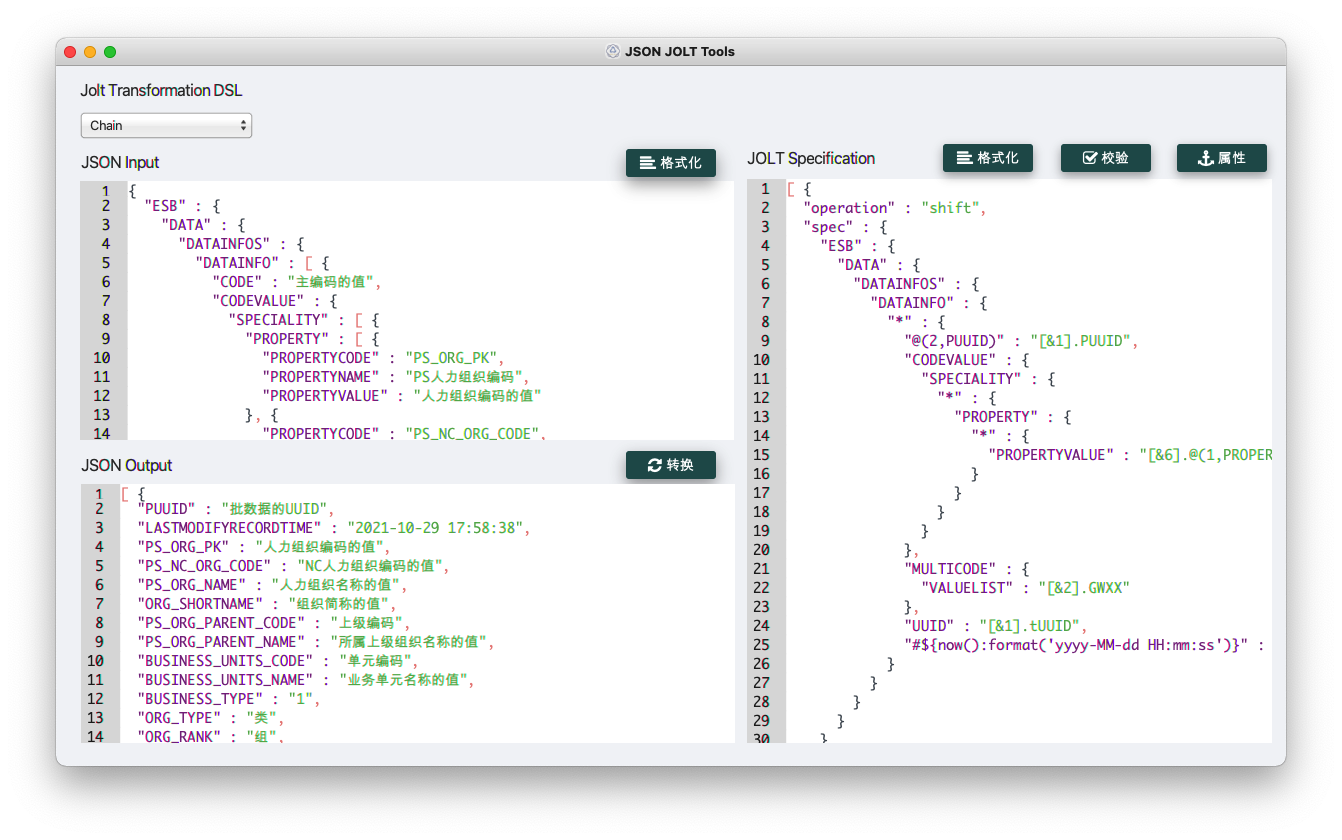 JSON JOLT Tools
Jolt Transformation DSL
Chain
JSON Input
格式化
1 {
2 "ESB" : {
3 "DATA" : {
4 "DATAINFOS" : {
5 "DATAINFO" : [ {
6 "CODE" : "主编码的值",
7 "CODEVALUE" : {
8 "SPECIALITY" : [ {
9 "PROPERTY" : [ {
10 "PROPERTYCODE" : "PS_ORG_PK",
11 "PROPERTYNAME" : "PS人力组织编码",
12 "PROPERTYVALUE" : "人力组织编码的值"
13 }, {
14 "PROPERTYCODE" : "PS_NC_ORG_CODE",
JSON Output
转换
1 [ {
2 "PUUID" : "批数据的UUID",
3 "LASTMODIFYRECORDTIME" : "2021-10-29 17:58:38",
4 "PS_ORG_PK" : "人力组织编码的值",
5 "PS_NC_ORG_CODE" : "NC人力组织编码的值",
6 "PS_ORG_NAME" : "人力组织名称的值",
7 "ORG_SHORTNAME" : "组织简称的值",
8 "PS_ORG_PARENT_CODE" : "上级编码",
9 "PS_ORG_PARENT_NAME" : "所属上级组织名称的值",
10 "BUSINESS_UNITS_CODE" : "单元编码",
11 "BUSINESS_UNITS_NAME" : "业务单元名称的值",
12 "BUSINESS_TYPE" : "1",
13 "ORG_TYPE" : "类",
14 "ORG_RANK" : "组",
JOLT Specification
格式化
校验
属性
1 [ {
2 "operation" : "shift",
3 "spec" : {
4 "ESB" : {
5 "DATA" : {
6 "DATAINFOS" : {
7 "DATAINFO" : {
8 "*" : {
9 "@(2,PUUID)" : "[&1].PUUID",
10 "CODEVALUE" : {
11 "SPECIALITY" : {
12 "*" : {
13 "PROPERTY" : {
14 "*" : {
15 "PROPERTYVALUE" : "[&6].@(1,PROPER
16 }
17 }
18 }
19 }
20 },
21 "MULTICODE" : {
22 "VALUELIST" : "[&2].GWXX"
23 },
24 "UUID" : "[&1].tUUID",
25 "#${now():format('yyyy-MM-dd HH:mm:ss')}" :
26 }
27 }
28 }
29 }
30 }